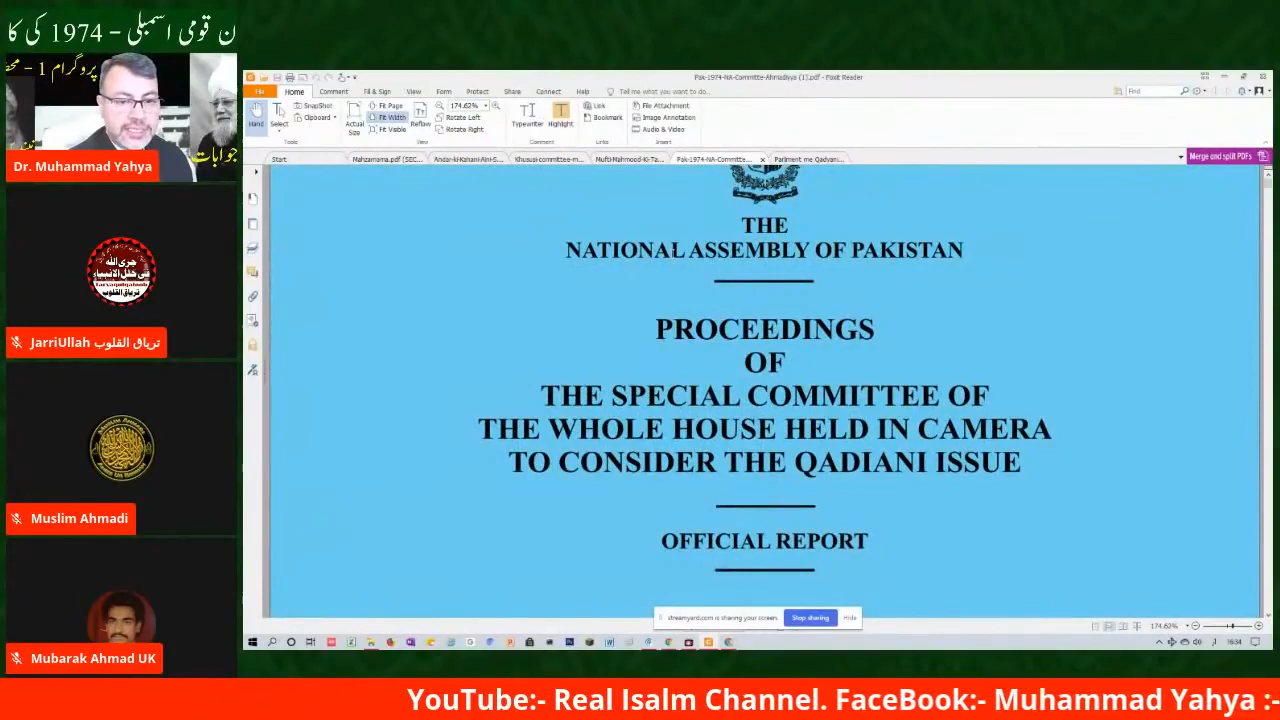 ن قومی اسمبلی - 1974 کی کا
پروگرام 1 - محض
جوابات
Dr. Muhammad Yahya
JarriUllah تریاق القلوب
Muslim Ahmadi
Mubarak Ahmad UK
Pak-1974-NA-Committe-Ahmadiyya (1).pdf - Foxit Reader
File Home Comment Fill & Sign View Form Protect Share Connect Help Tell me what you want to do... Find
Hand
Select
SnapShot
Clipboard
Actual Size
Fit Page
Fit Width
Fit Visible
Reflow
174.62%
Rotate Left
Rotate Right
Typewriter
Highlight
Link
Bookmark
File Attachment
Image Annotation
Audio & Video
Tools View Comment Links Insert
Start Mahzarnama.pdf (SEC... Andar-ki-Kahani-Aini-S... Khususi-committee-m... Mufti-Mahmood-Ki-Ta... Pak-1974-NA-Committe... Parliment me Qadyani... Merge and split PDFs
THE
NATIONAL ASSEMBLY OF PAKISTAN
PROCEEDINGS
OF
THE SPECIAL COMMITTEE OF
THE WHOLE HOUSE HELD IN CAMERA
TO CONSIDER THE QADIANI ISSUE
OFFICIAL REPORT
streamyard.com is sharing your screen. Stop sharing Hide
174.62%
16:34
YouTube:- Real Isalm Channel. FaceBook:- Muhammad Yahya :-